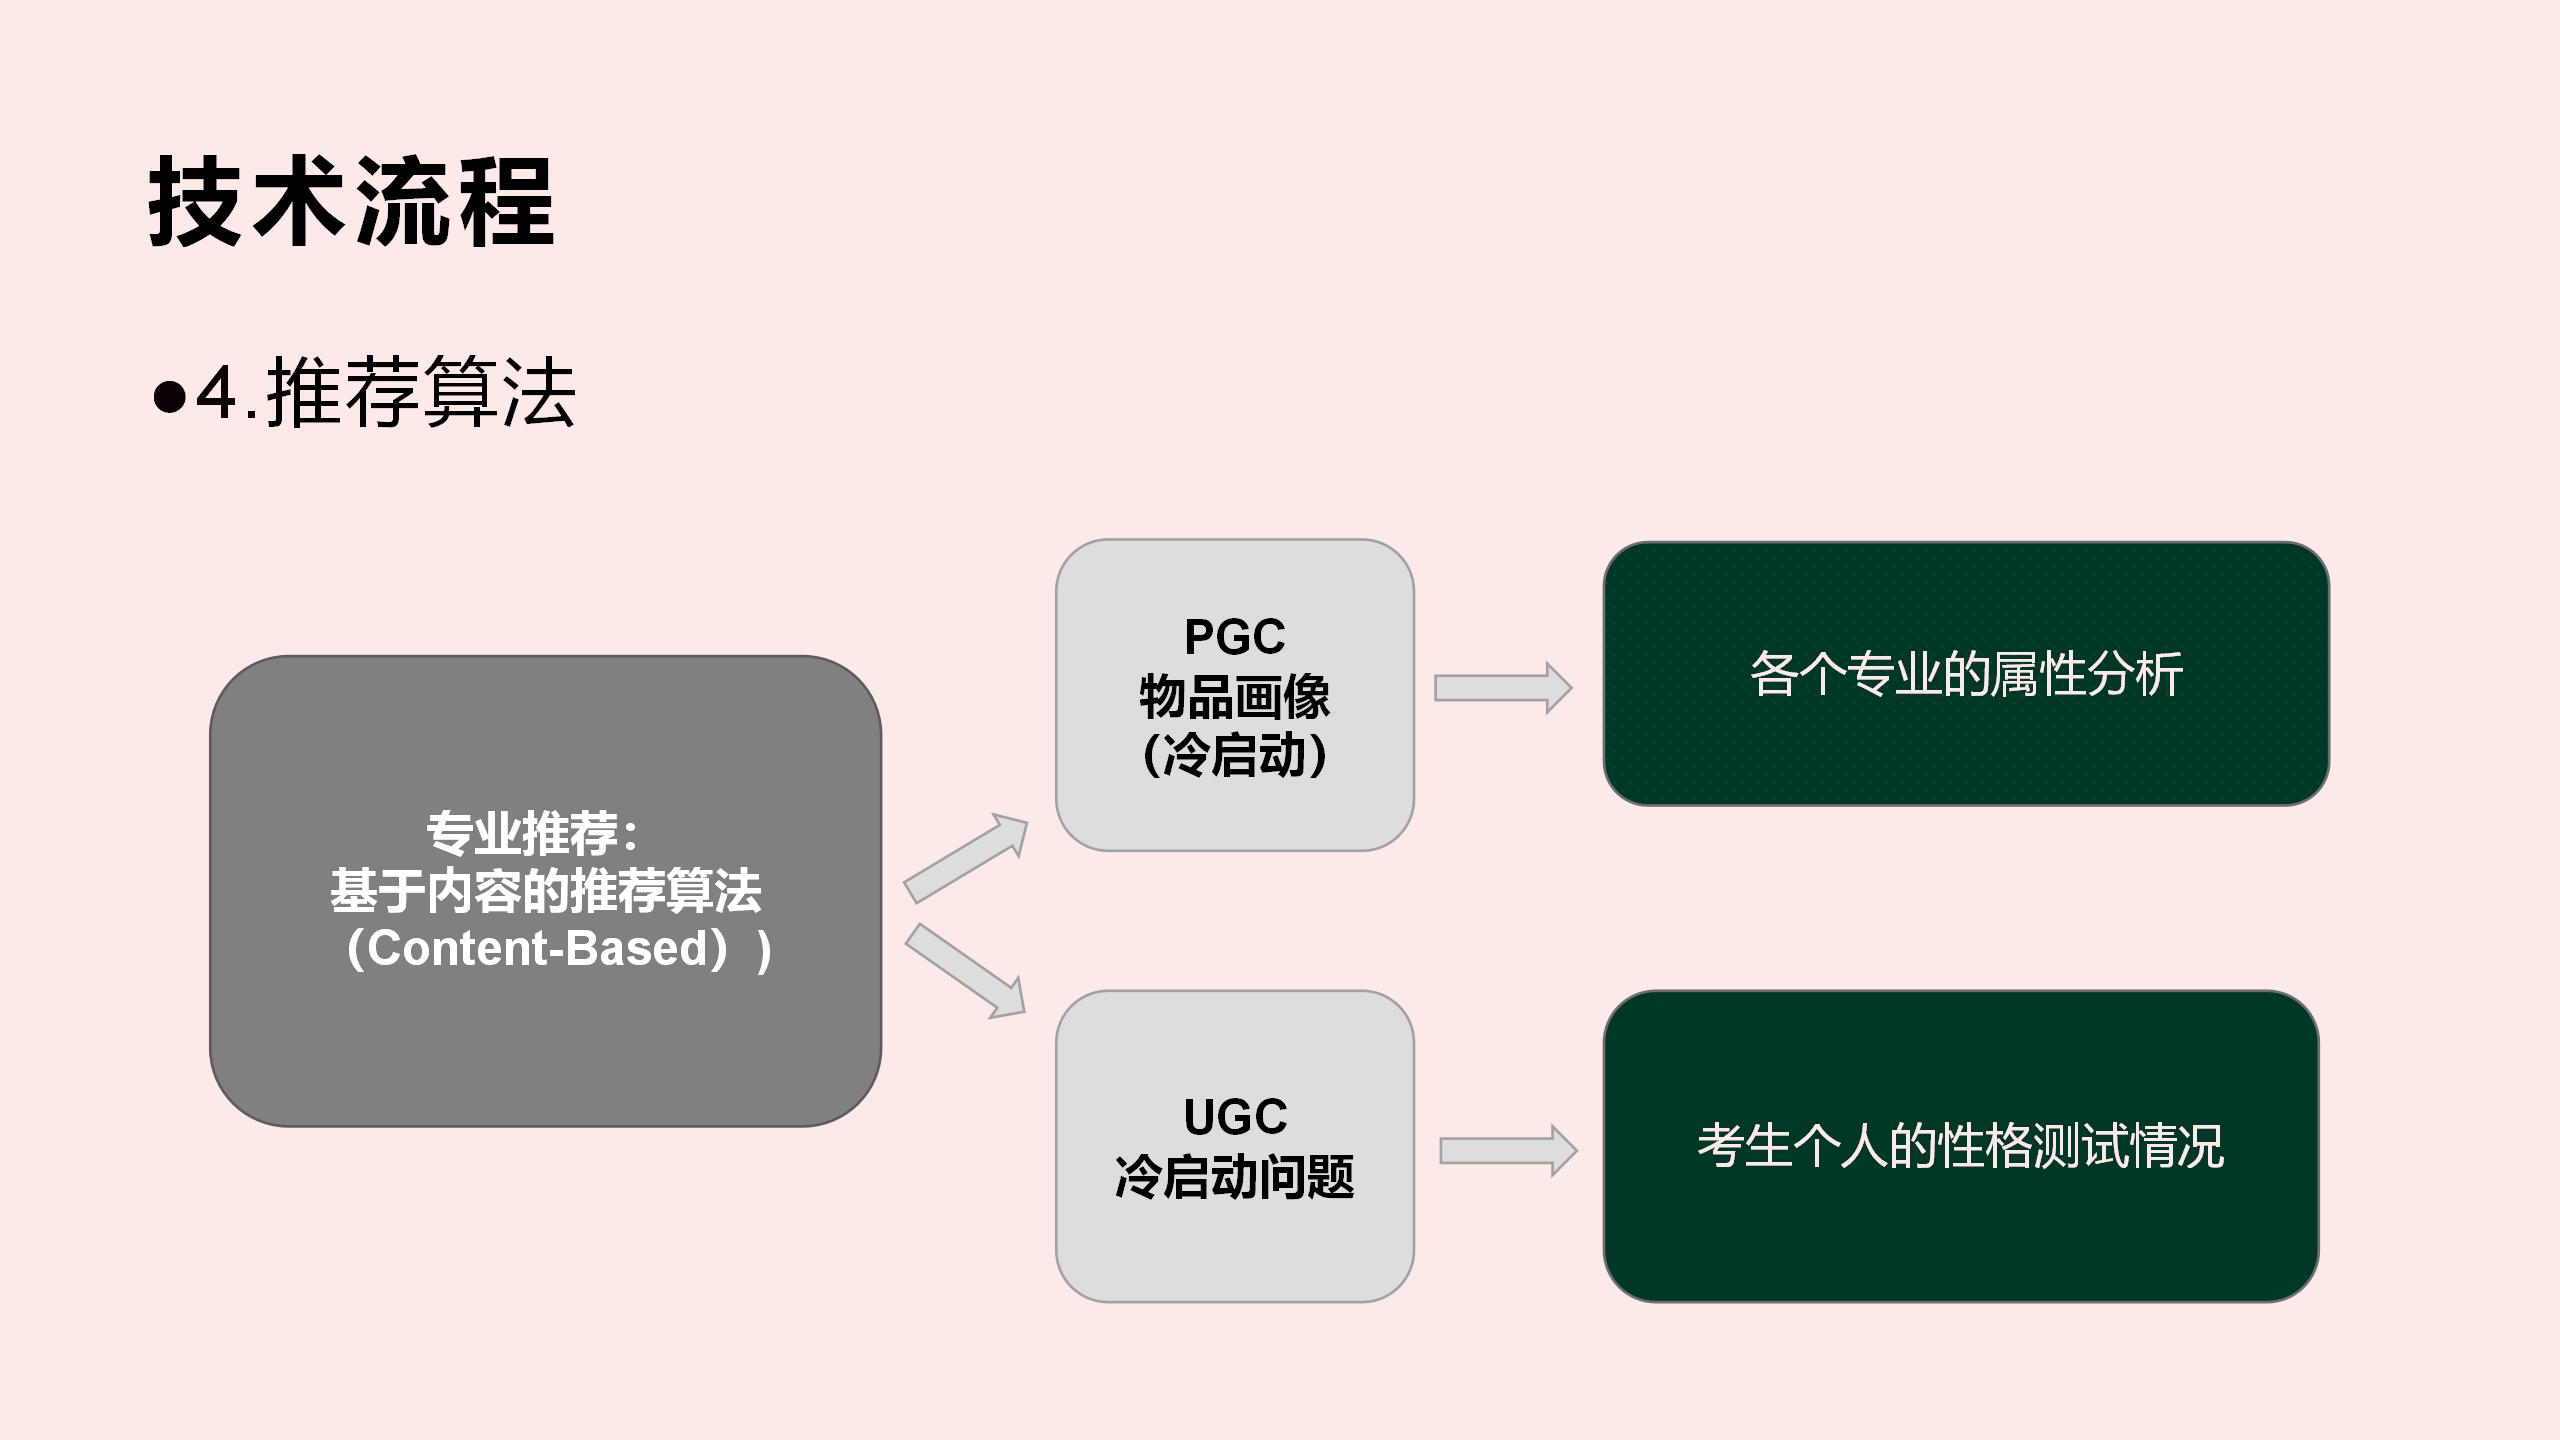 技术流程
●4.推荐算法
专业推荐：
基于内容的推荐算法
（Content-Based）)
PGC
物品画像
（冷启动）
各个专业的属性分析
UGC
冷启动问题
考生个人的性格测试情况